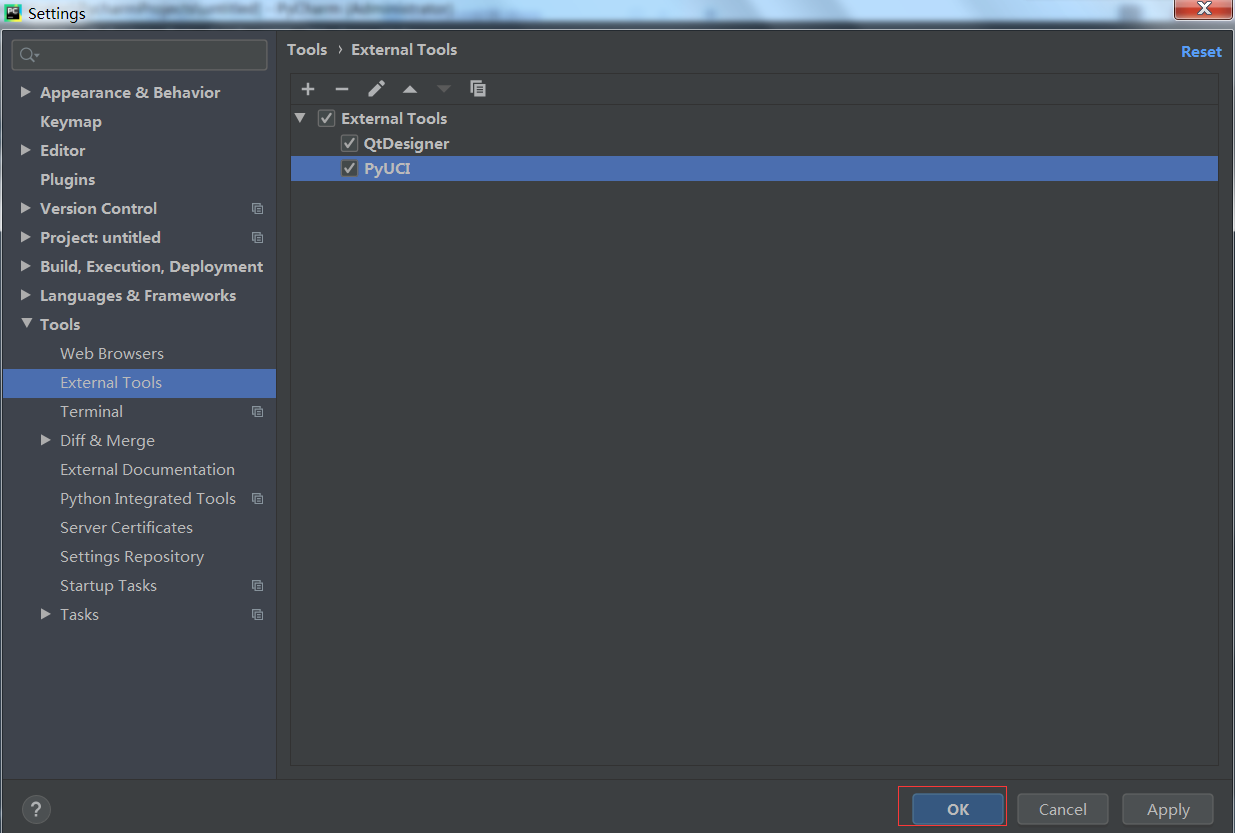 Settings
Tools › External Tools
Reset
Appearance & Behavior
Keymap
Editor
Plugins
Version Control
Project: untitled
Build, Execution, Deployment
Languages & Frameworks
Tools
Web Browsers
External Tools
Terminal
Diff & Merge
External Documentation
Python Integrated Tools
Server Certificates
Settings Repository
Startup Tasks
Tasks
External Tools
QtDesigner
PyUCI
?
OK
Cancel
Apply